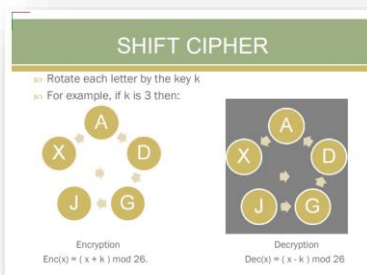 SHIFT CIPHER
Rotate each letter by the key k
For example, if k is 3 then:
A
X D
J G
A
X D
J G
Encryption
Enc(x) = ( x + k ) mod 26.
Decryption
Dec(x) = ( x - k ) mod 26